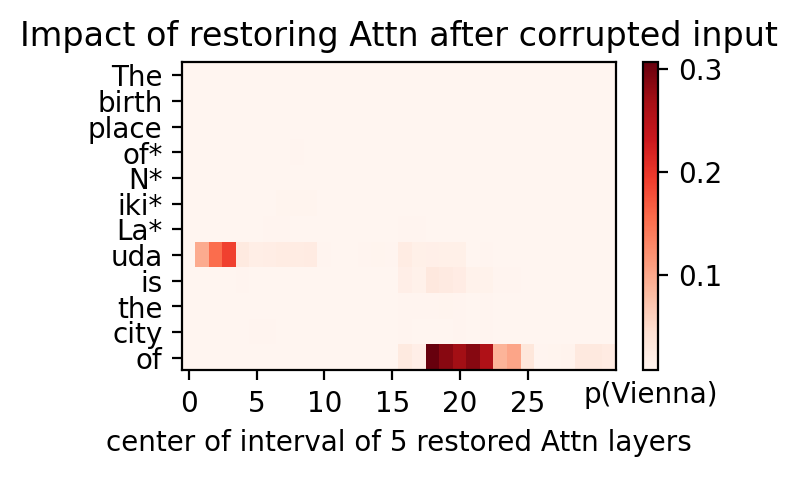 Impact of restoring Attn after corrupted input
The
birth
place
of*
N*
iki*
La*
uda
is
the
city
of
0 5 10 15 20 25
0.3
0.2
0.1
p(Vienna)
center of interval of 5 restored Attn layers